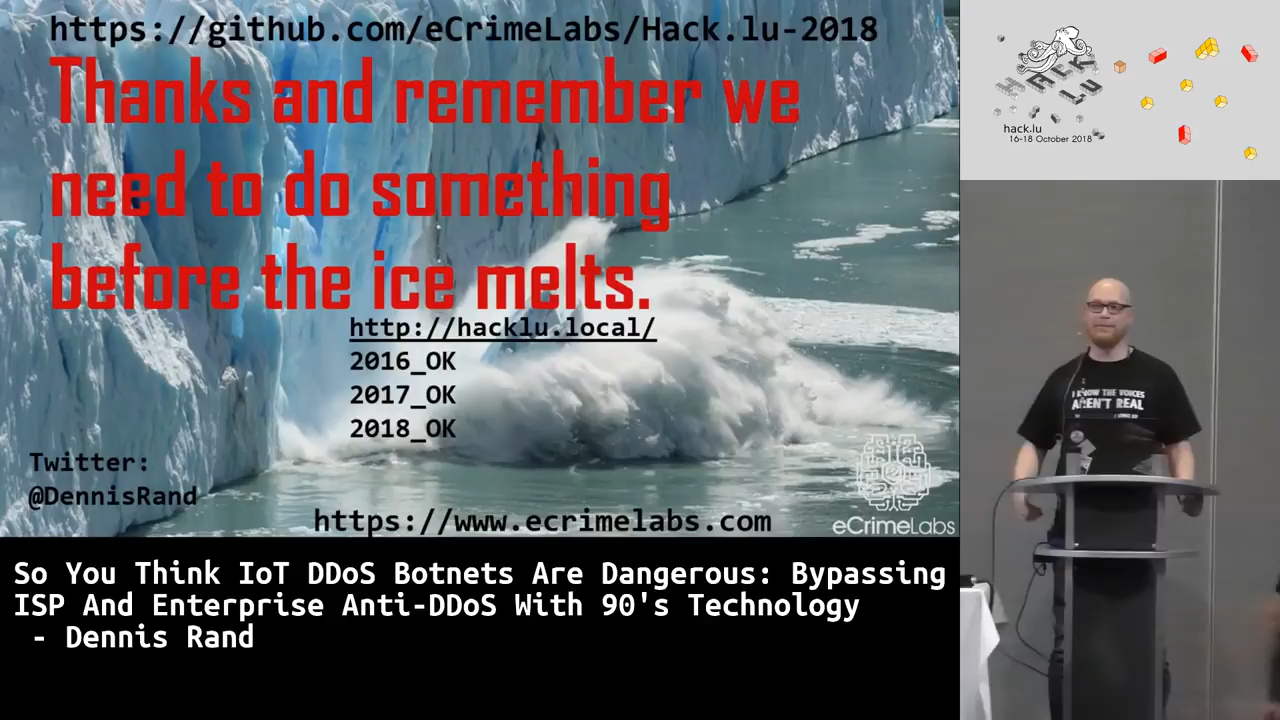 https://github.com/eCrimeLabs/Hack.lu-2018
Thanks and remember we
need to do something
before the ice melts.
http://hacklu.local/
2016_OK
2017_OK
2018_OK
Twitter:
@DennisRand
https://www.ecrimelabs.com
eCrimeLabs
So You Think IoT DDoS Botnets Are Dangerous: Bypassing
ISP And Enterprise Anti-DDoS With 90's Technology
- Dennis Rand
HACK
LU
hack.lu
16-18 October 2018
I KNOW THE VOICES
AREN'T REAL